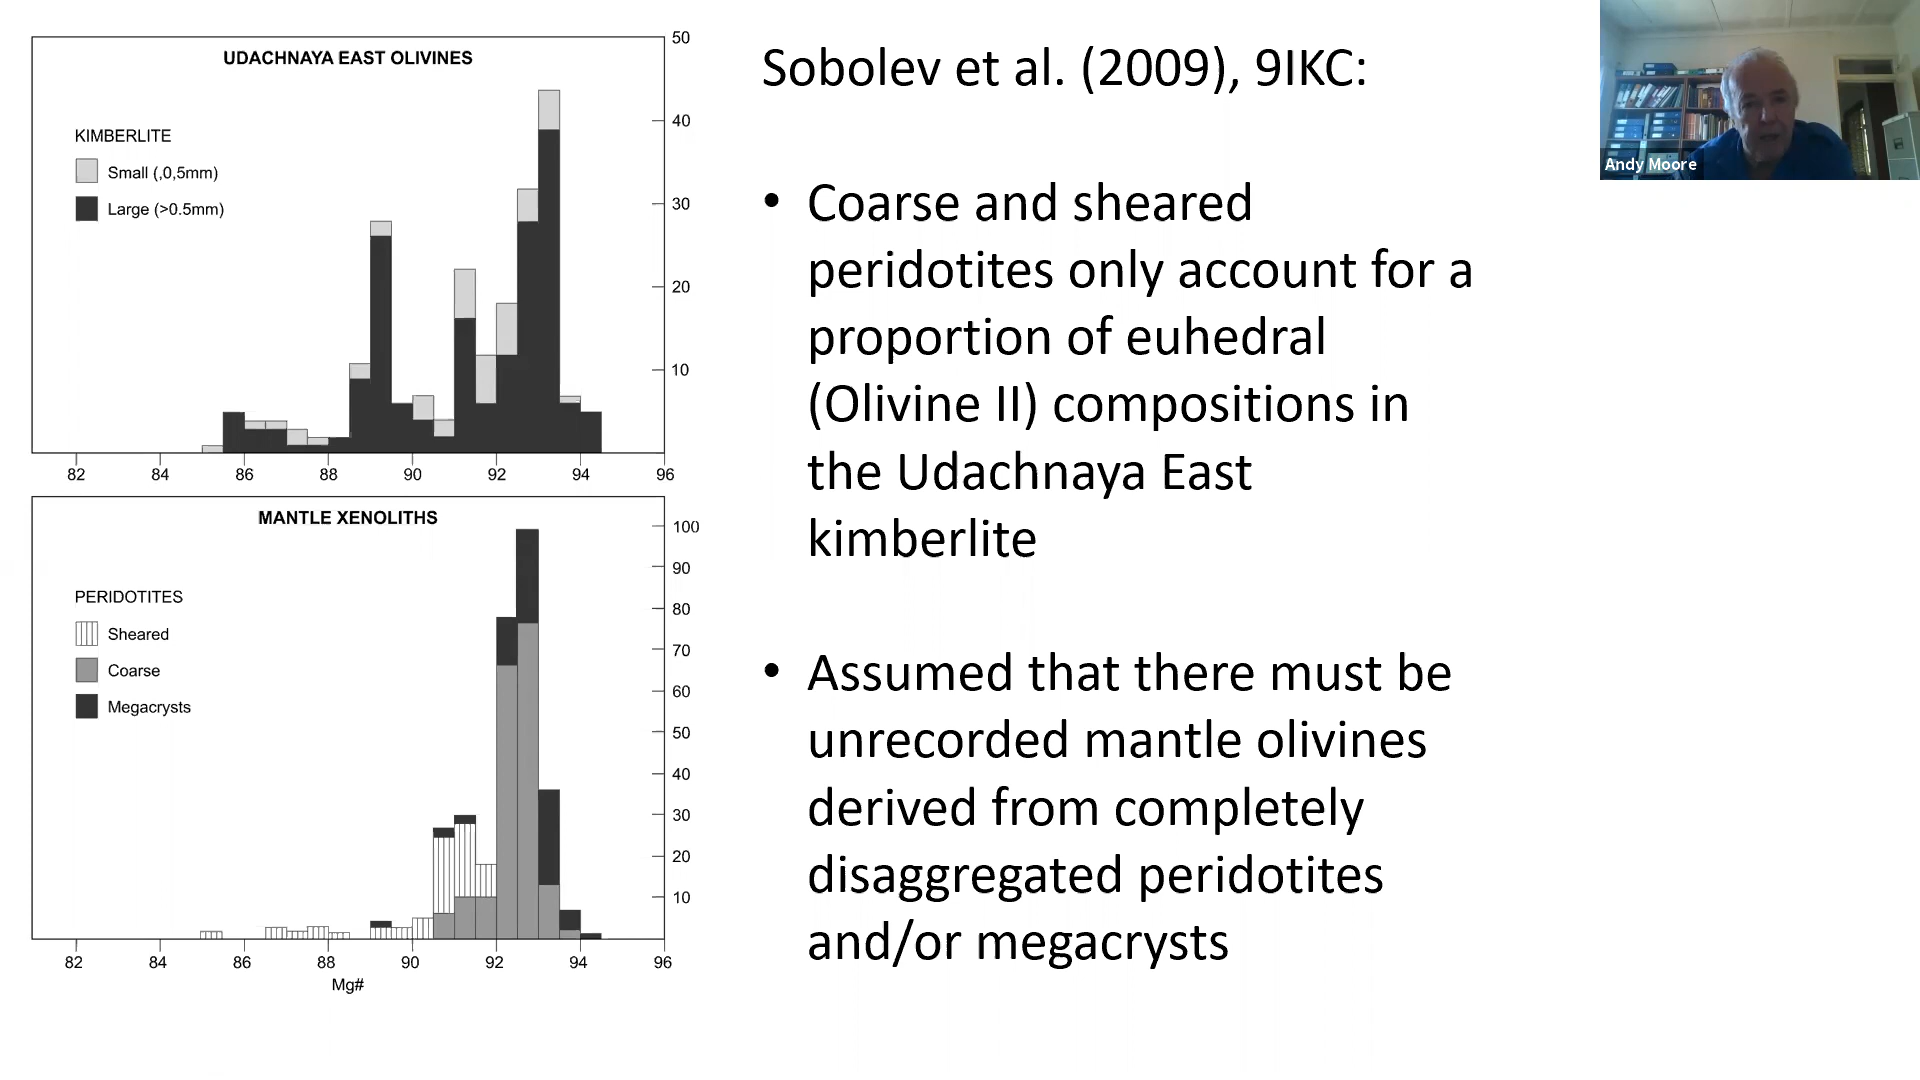 UDACHNAYA EAST OLIVINES
KIMBERLITE
Small (,0,5mm)
Large (>0.5mm)
50
40
30
20
10
82 84 86 88 90 92 94 96
MANTLE XENOLITHS
PERIDOTITES
Sheared
Coarse
Megacrysts
100
90
80
70
60
50
40
30
20
10
82 84 86 88 90 92 94 96
Mg#
Sobolev et al. (2009), 9IKC:
• Coarse and sheared
peridotites only account for a
proportion of euhedral
(Olivine II) compositions in
the Udachnaya East
kimberlite
• Assumed that there must be
unrecorded mantle olivines
derived from completely
disaggregated peridotites
and/or megacrysts
Andy Moore